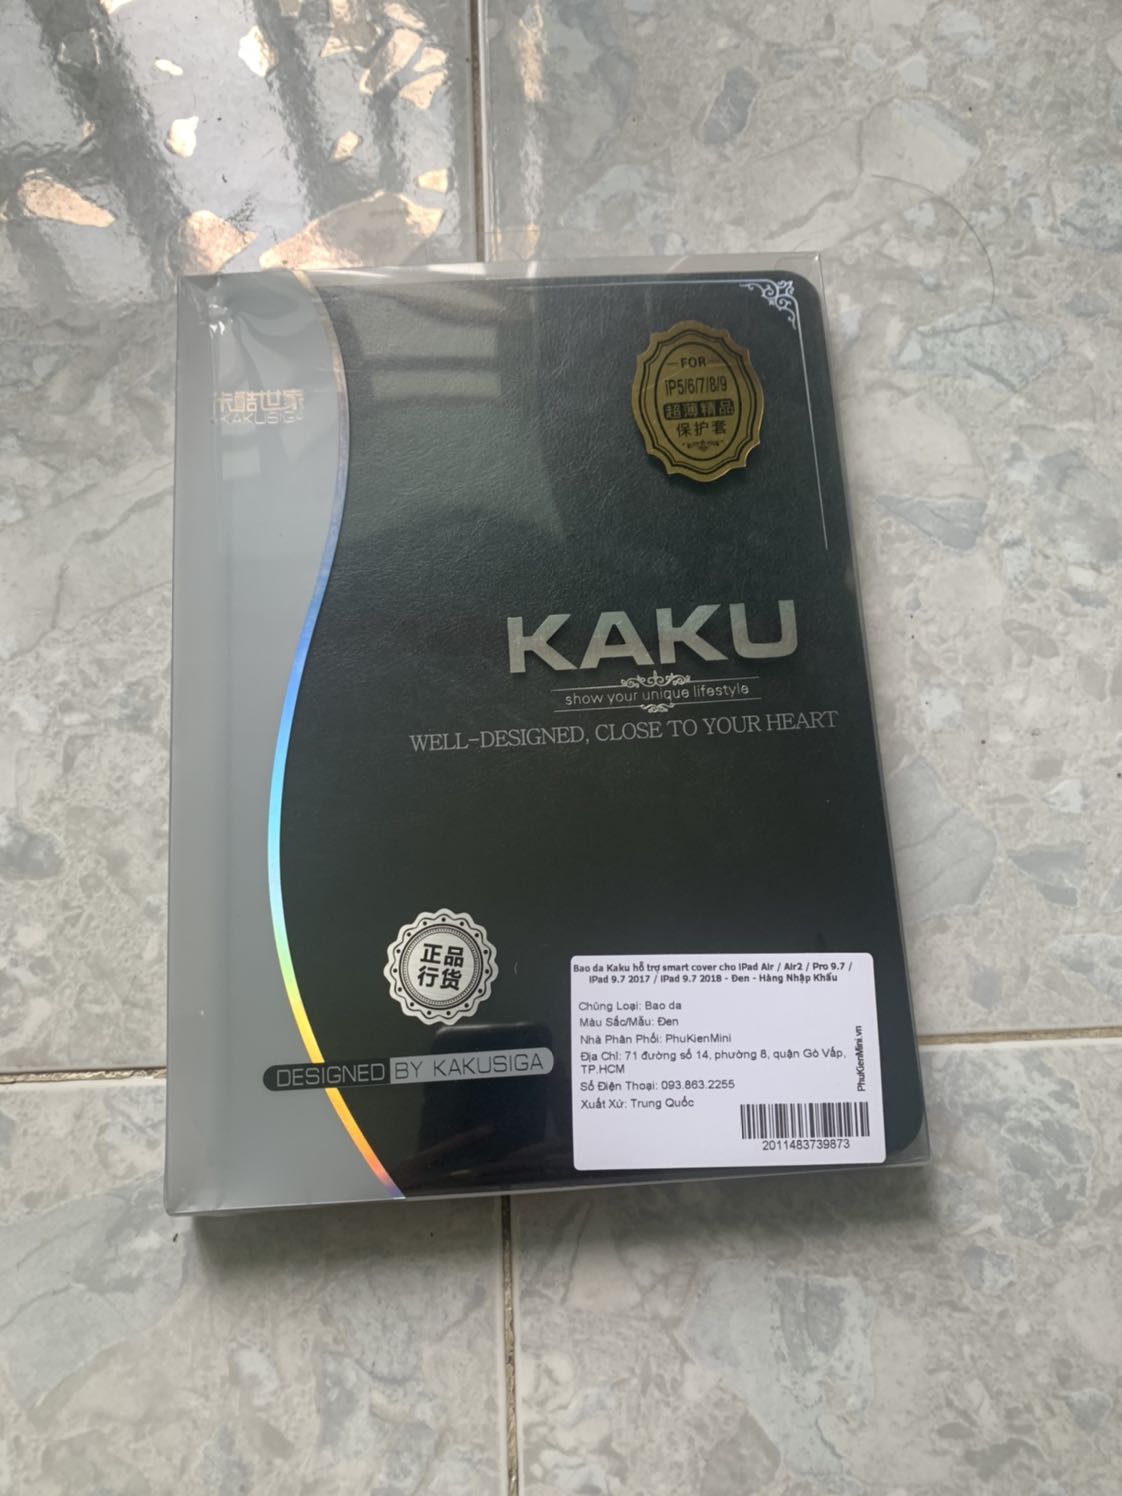 卡酷世家
KAKUSIGA
FOR
iP5/6/7/8/9
超薄精品
保护套
KAKU
show your unique lifestyle
WELL-DESIGNED, CLOSE TO YOUR HEART
正品
行货
DESIGNED BY KAKUSIGA
Bao da Kaku hỗ trợ smart cover cho iPad Air / Air2 / Pro 9.7 /
iPad 9.7 2017 / iPad 9.7 2018 - Đen - Hàng Nhập Khẩu
Chủng Loại: Bao da
Màu Sắc/Mẫu: Đen
Nhà Phân Phối: PhuKienMini
Địa Chỉ: 71 đường số 14, phường 8, quận Gò Vấp,
TP.HCM
Số Điện Thoại: 093.863.2255
Xuất Xứ: Trung Quốc
PhuKienMini.vn
2011483739873